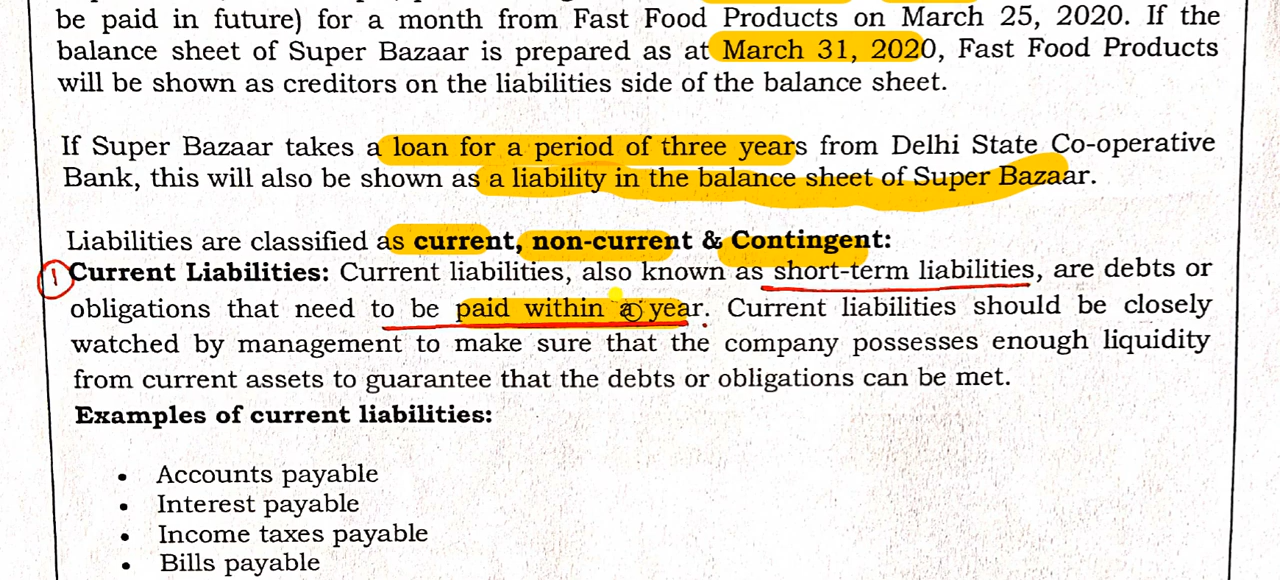 be paid in future) for a month from Fast Food Products on March 25, 2020. If the
balance sheet of Super Bazaar is prepared as at March 31, 2020, Fast Food Products
will be shown as creditors on the liabilities side of the balance sheet.
If Super Bazaar takes a loan for a period of three years from Delhi State Co-operative
Bank, this will also be shown as a liability in the balance sheet of Super Bazaar.
Liabilities are classified as current, non-current & Contingent:
1 Current Liabilities: Current liabilities, also known as short-term liabilities, are debts or
obligations that need to be paid within a year. Current liabilities should be closely
watched by management to make sure that the company possesses enough liquidity
from current assets to guarantee that the debts or obligations can be met.
Examples of current liabilities:
• Accounts payable
• Interest payable
• Income taxes payable
• Bills payable